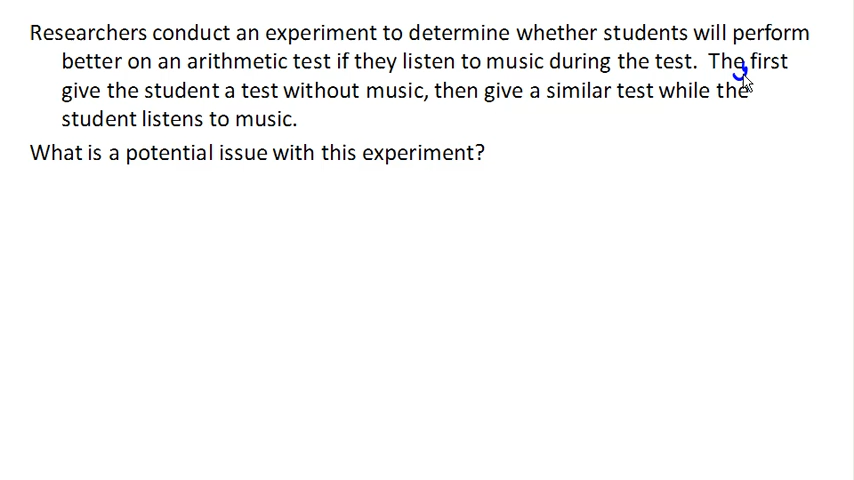 Researchers conduct an experiment to determine whether students will perform
better on an arithmetic test if they listen to music during the test. They first
give the student a test without music, then give a similar test while the
student listens to music.
What is a potential issue with this experiment?